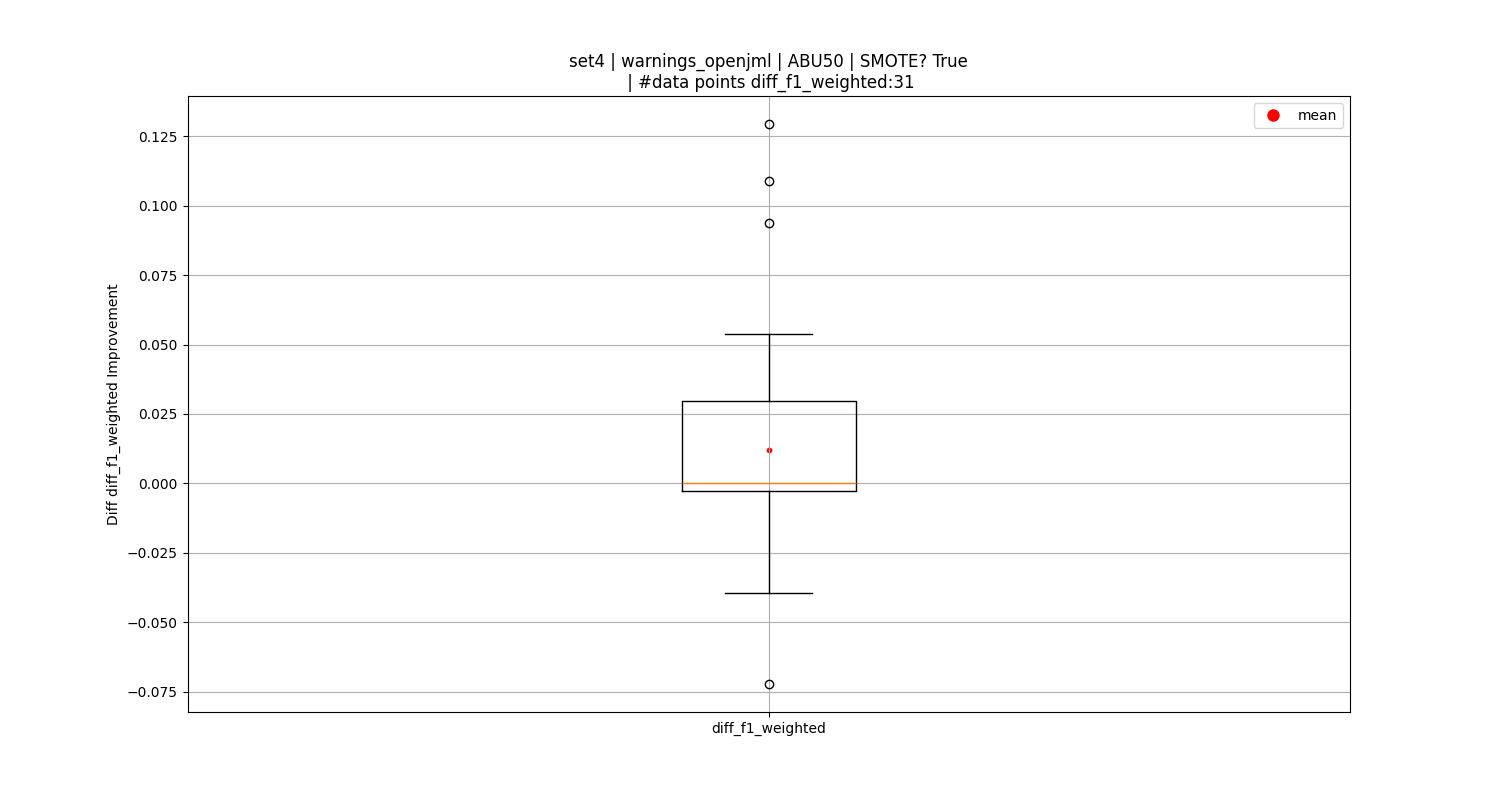 set4 | warnings_openjml | ABU50 | SMOTE? True
| #data points diff_f1_weighted:31
mean
0.125
0.100
0.075
0.050
0.025
0.000
−0.025
−0.050
−0.075
Diff diff_f1_weighted Improvement
diff_f1_weighted